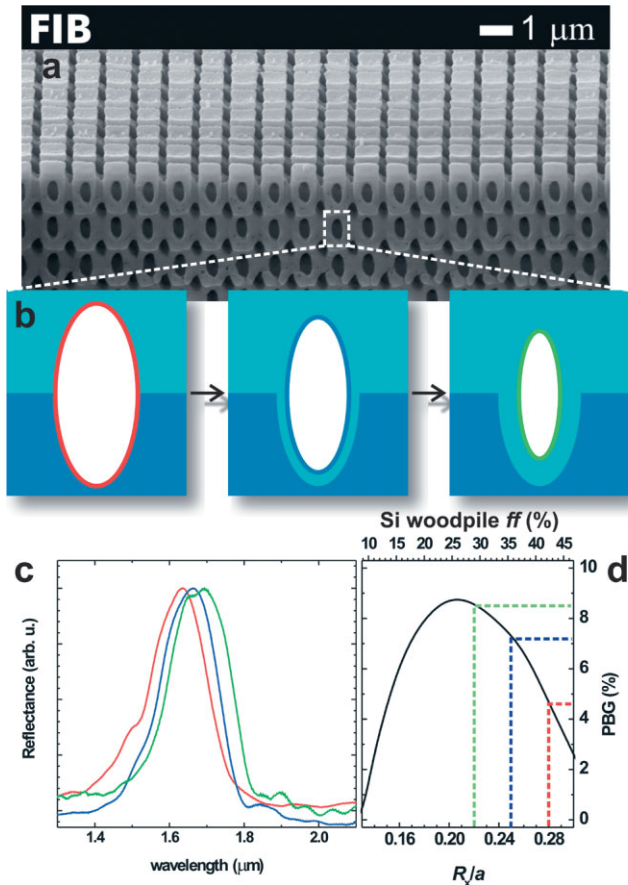 FIB
1 µm
a
b
Si woodpile ff (%)
10 15 20 25 30 35 40 45
c
d
Reflectance (arb. u.)
1.4 1.6 1.8 2.0
wavelength (µm)
10
8
6
4
2
0
PBG (%)
0.16 0.20 0.24 0.28
Rx/a